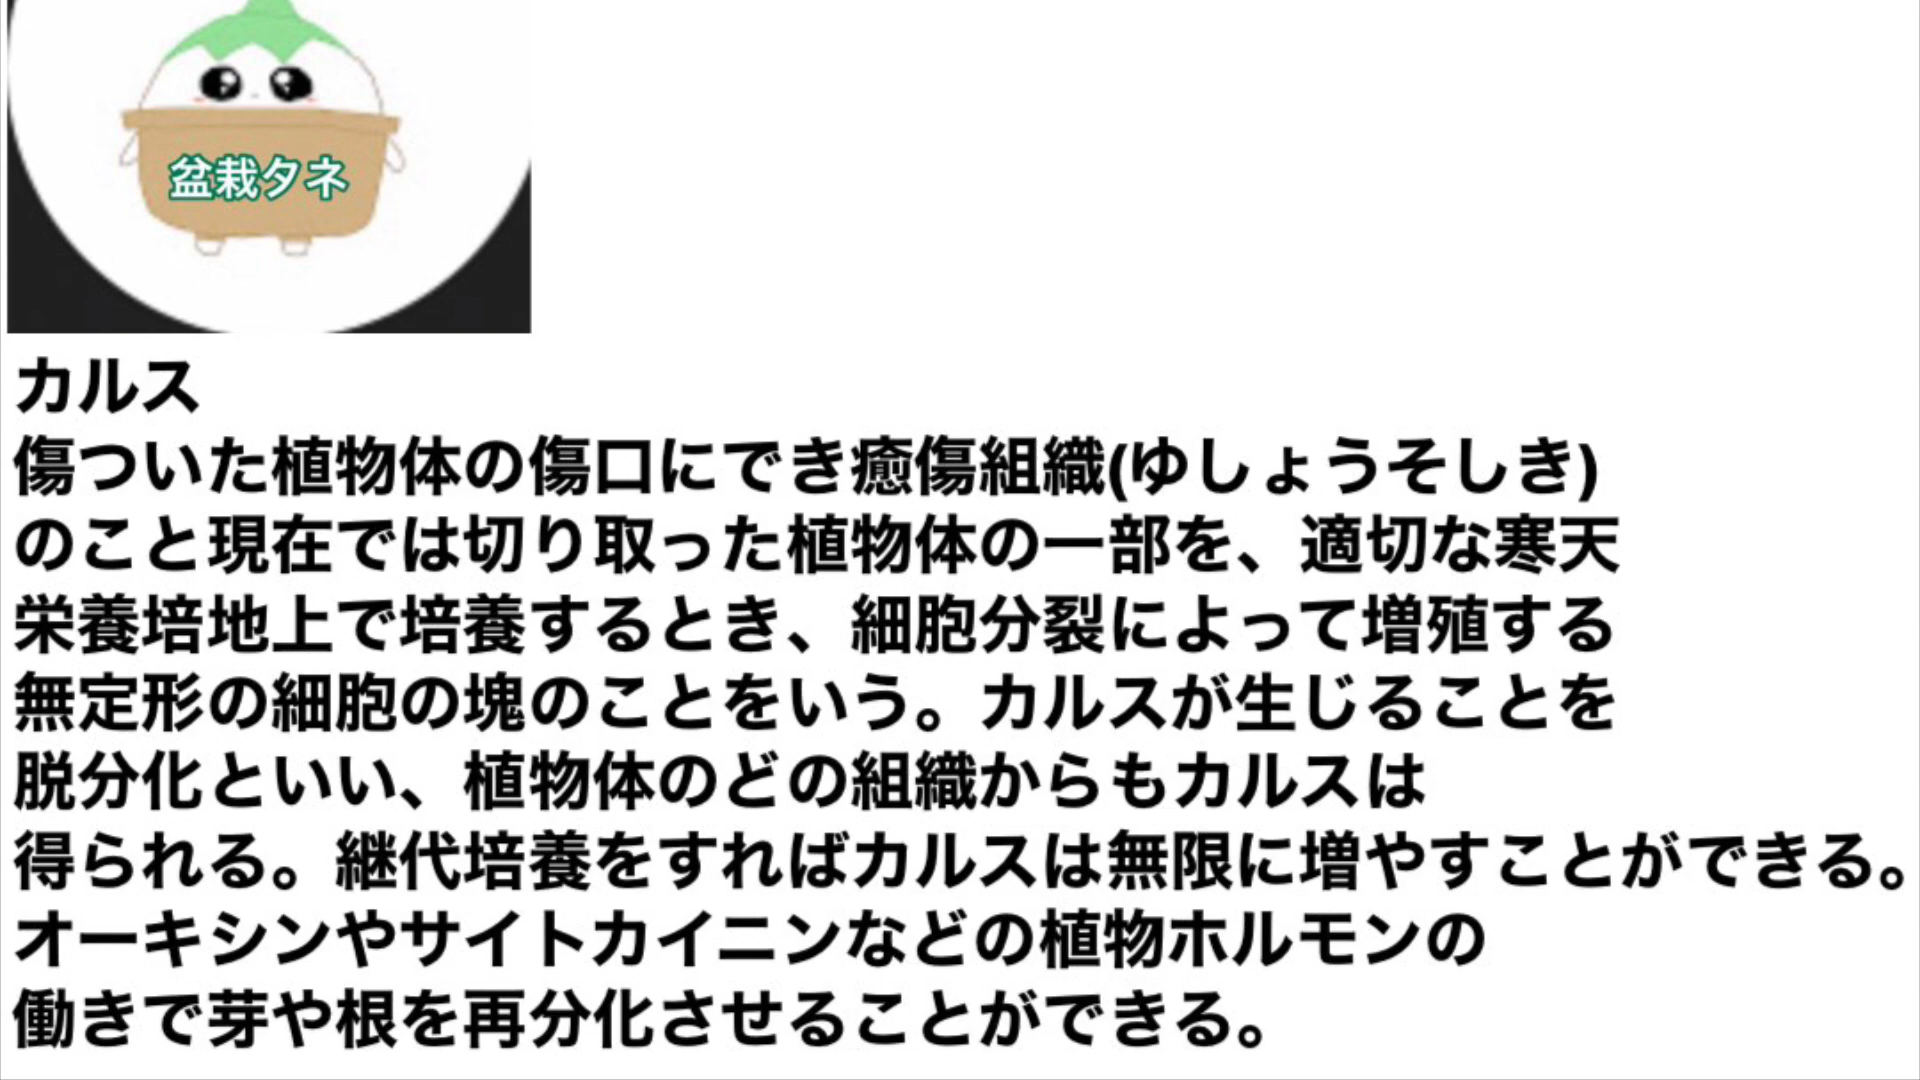 盆栽タネ
カルス
傷ついた植物体の傷口にでき癒傷組織(ゆしょうそしき)
のこと現在では切り取った植物体の一部を、適切な寒天
栄養培地上で培養するとき、細胞分裂によって増殖する
無定形の細胞の塊のことをいう。カルスが生じることを
脱分化といい、植物体のどの組織からもカルスは
得られる。継代培養をすればカルスは無限に増やすことができる。
オーキシンやサイトカイニンなどの植物ホルモンの
働きで芽や根を再分化させることができる。